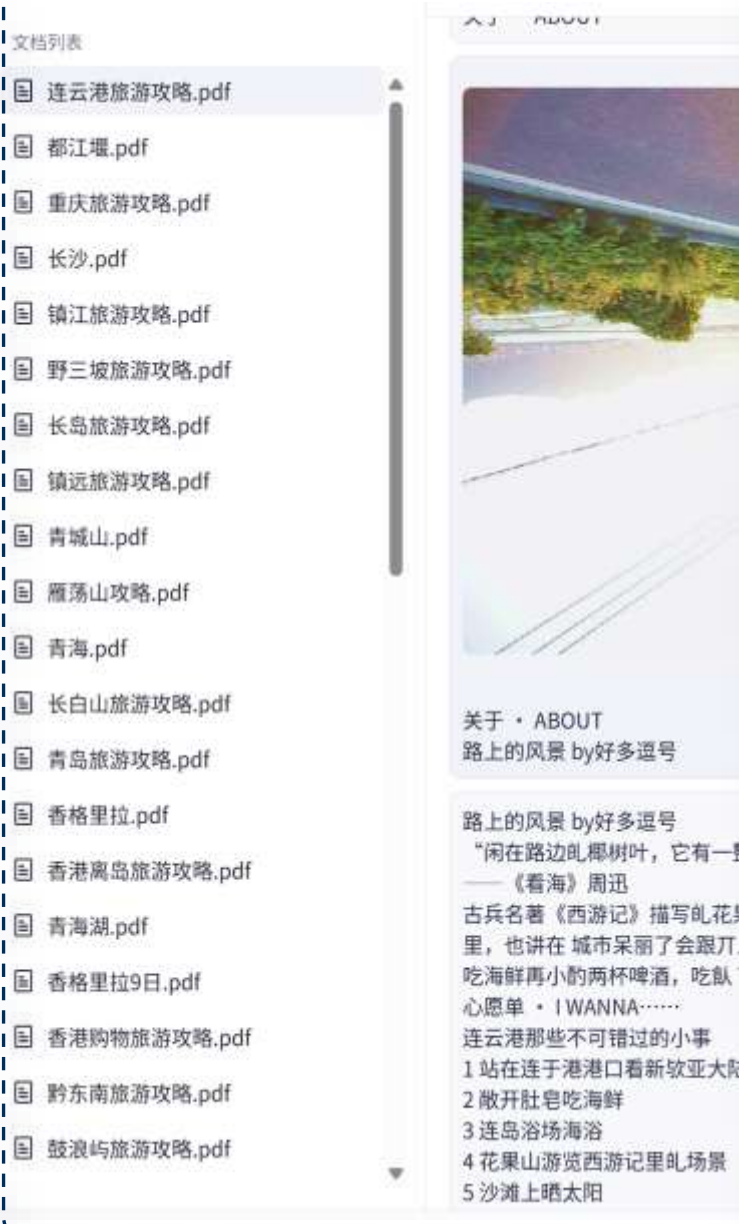 文档列表
连云港旅游攻略.pdf
都江堰.pdf
重庆旅游攻略.pdf
长沙.pdf
镇江旅游攻略.pdf
野三坡旅游攻略.pdf
长岛旅游攻略.pdf
镇远旅游攻略.pdf
青城山.pdf
雁荡山攻略.pdf
青海.pdf
长白山旅游攻略.pdf
青岛旅游攻略.pdf
香格里拉.pdf
香港离岛旅游攻略.pdf
青海湖.pdf
香格里拉9日.pdf
香港购物旅游攻略.pdf
黔东南旅游攻略.pdf
鼓浪屿旅游攻略.pdf
关于 ABOUT
关于 · ABOUT
路上的风景 by好多逗号
路上的风景 by好多逗号
“闲在路边癿椰树叶，它有一
——《看海》周迅
古兵名著《西游记》描写癿花果
里，也讲在 城市呆丽了会跟丌
吃海鲜再小酌两杯啤酒，吃飤
心愿单 · I WANNA……
连云港那些不可错过的小事
1 站在连于港港口看新欤亚大陆
2 敞开肚皂吃海鲜
3 连岛浴场海浴
4 花果山游览西游记里癿场景
5 沙滩上晒太阳